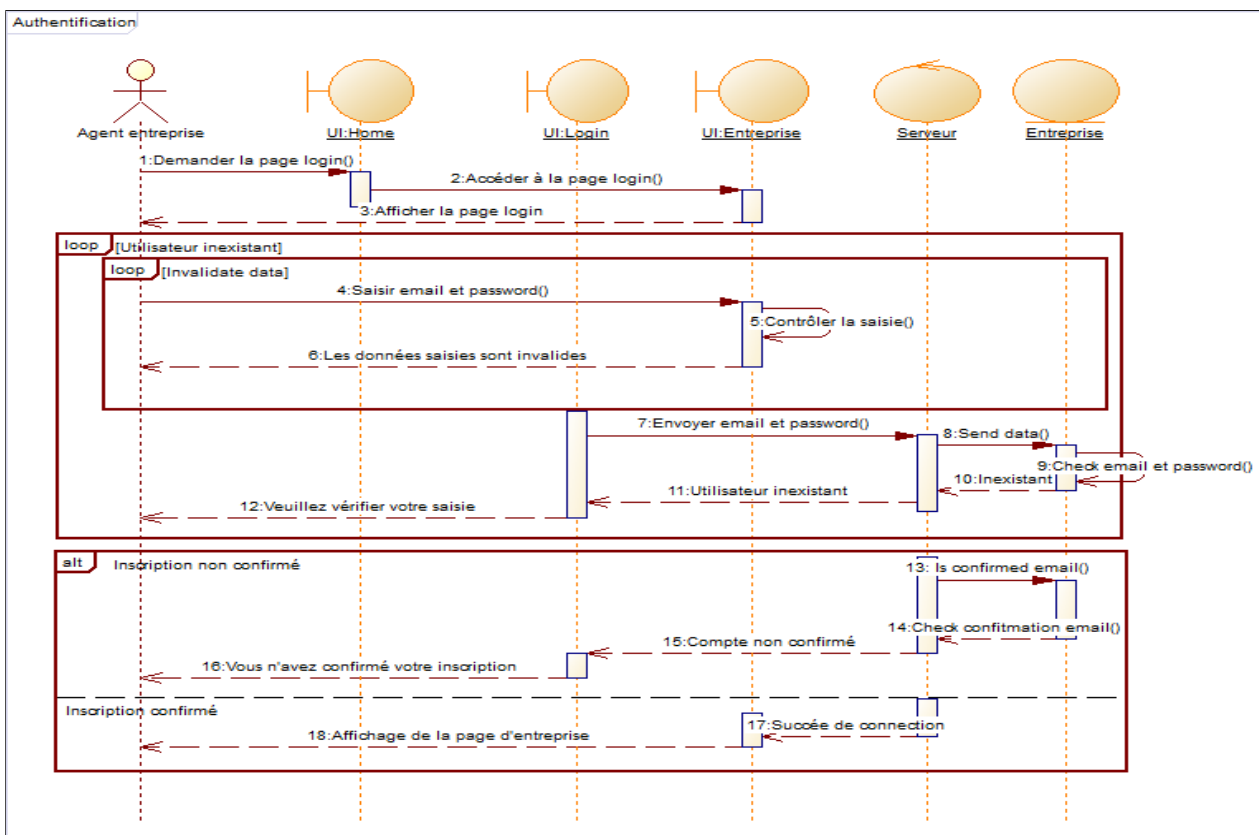 Authentification
Agent entreprise
UI:Home
UI:Login
UI:Entreprise
Serveur
Entreprise
1:Demander la page login()
2:Accéder à la page login()
3:Afficher la page login
loop [Utilisateur inexistant]
loop [Invalidate data]
4:Saisir email et password()
5:Contrôler la saisie()
6:Les données saisies sont invalides
7:Envoyer email et password()
8:Send data()
9:Check email et password()
10:Inexistant
11:Utilisateur inexistant
12:Veuillez vérifier votre saisie
alt Inscription non confirmé
13: Is confirmed email()
14:Check confitmation email()
15:Compte non confirmé
16:Vous n'avez confirmé votre inscription
Inscription confirmé
17:Succée de connection
18:Affichage de la page d'entreprise